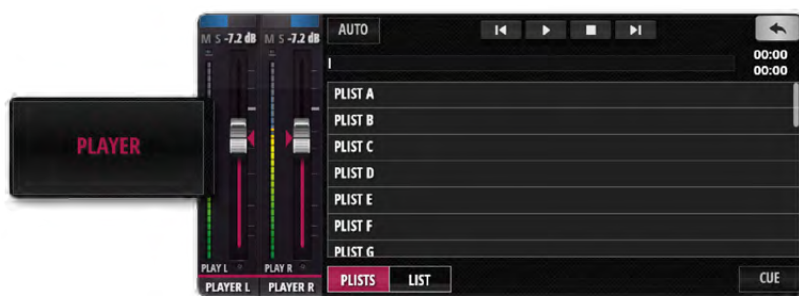 PLAYER
M S -7.2 dB
M S -7.2 dB
PLAY L
PLAY R
PLAYER L
PLAYER R
AUTO
00:00
00:00
PLIST A
PLIST B
PLIST C
PLIST D
PLIST E
PLIST F
PLIST G
PLISTS
LIST
CUE